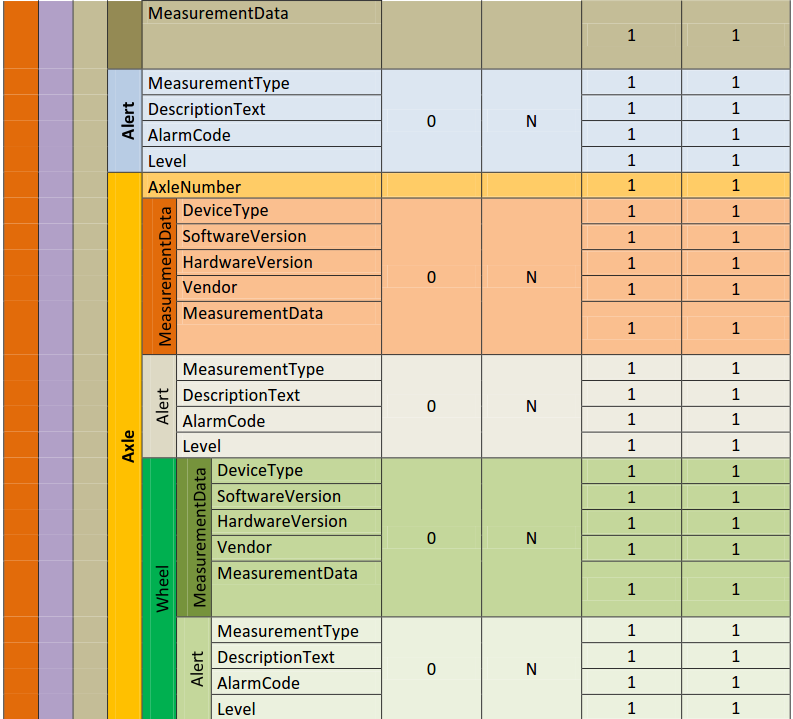 MeasurementData
1 1
Alert
MeasurementType 1 1
DescriptionText 1 1
0 N
AlarmCode 1 1
Level 1 1
Axle
AxleNumber 1 1
MeasurementData
DeviceType 1 1
SoftwareVersion 1 1
HardwareVersion 1 1
0 N
Vendor 1 1
MeasurementData
1 1
Alert
MeasurementType 1 1
DescriptionText 1 1
0 N
AlarmCode 1 1
Level 1 1
Wheel
MeasurementData
DeviceType 1 1
SoftwareVersion 1 1
HardwareVersion 1 1
0 N
Vendor 1 1
MeasurementData
1 1
Alert
MeasurementType 1 1
DescriptionText 1 1
0 N
AlarmCode 1 1
Level 1 1